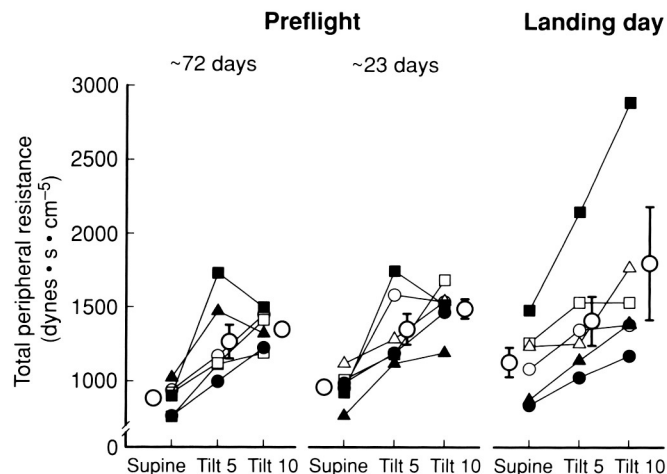 Preflight Landing day
~72 days ~23 days
Total peripheral resistance
(dynes • s • cm⁻⁵)
3000
2500
2000
1500
1000
0
Supine Tilt 5 Tilt 10 Supine Tilt 5 Tilt 10 Supine Tilt 5 Tilt 10